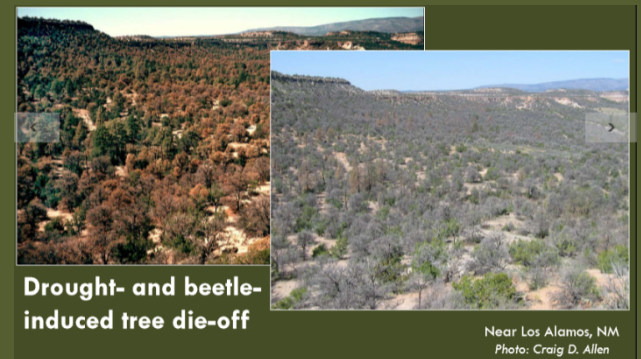 Drought- and beetle-
induced tree die-off
Near Los Alamos, NM
Photo: Craig D. Allen